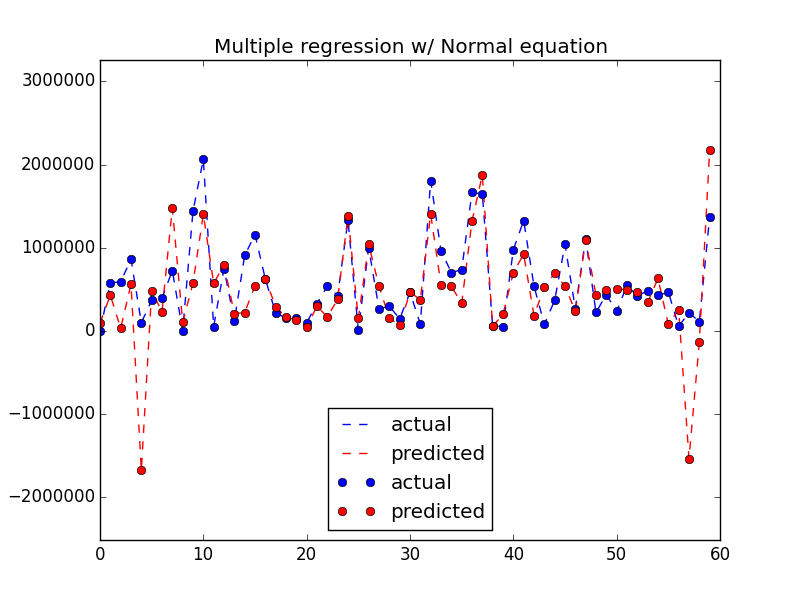 Multiple regression w/ Normal equation
3000000
2000000
1000000
0
−1000000
−2000000
actual
predicted
actual
predicted
0 10 20 30 40 50 60